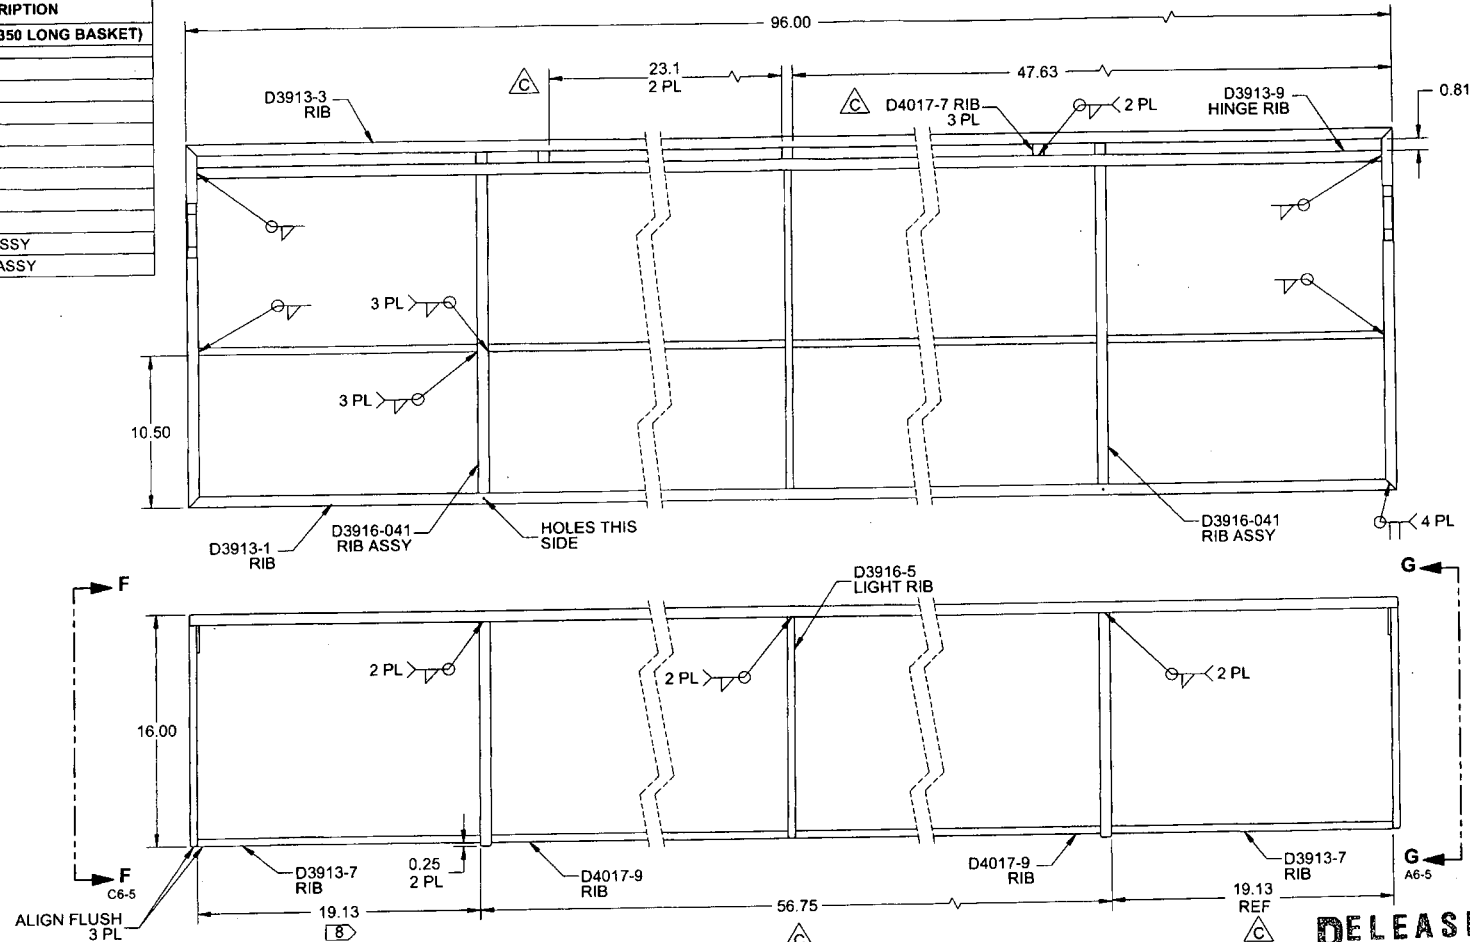 RIPTION
350 LONG BASKET)
SSY
ASSY
96.00
C
23.1
2 PL
47.63
0.81
D3913-3
RIB
C
D4017-7 RIB
3 PL
2 PL
D3913-9
HINGE RIB
3 PL
3 PL
10.50
D3913-1
RIB
D3916-041
RIB ASSY
HOLES THIS
SIDE
D3916-041
RIB ASSY
4 PL
F
G
D3916-5
LIGHT RIB
2 PL
2 PL
2 PL
16.00
F
C6-5
D3913-7
RIB
0.25
2 PL
D4017-9
RIB
D4017-9
RIB
D3913-7
RIB
G
A6-5
ALIGN FLUSH
3 PL
19.13
8
56.75
C
19.13
REF
C